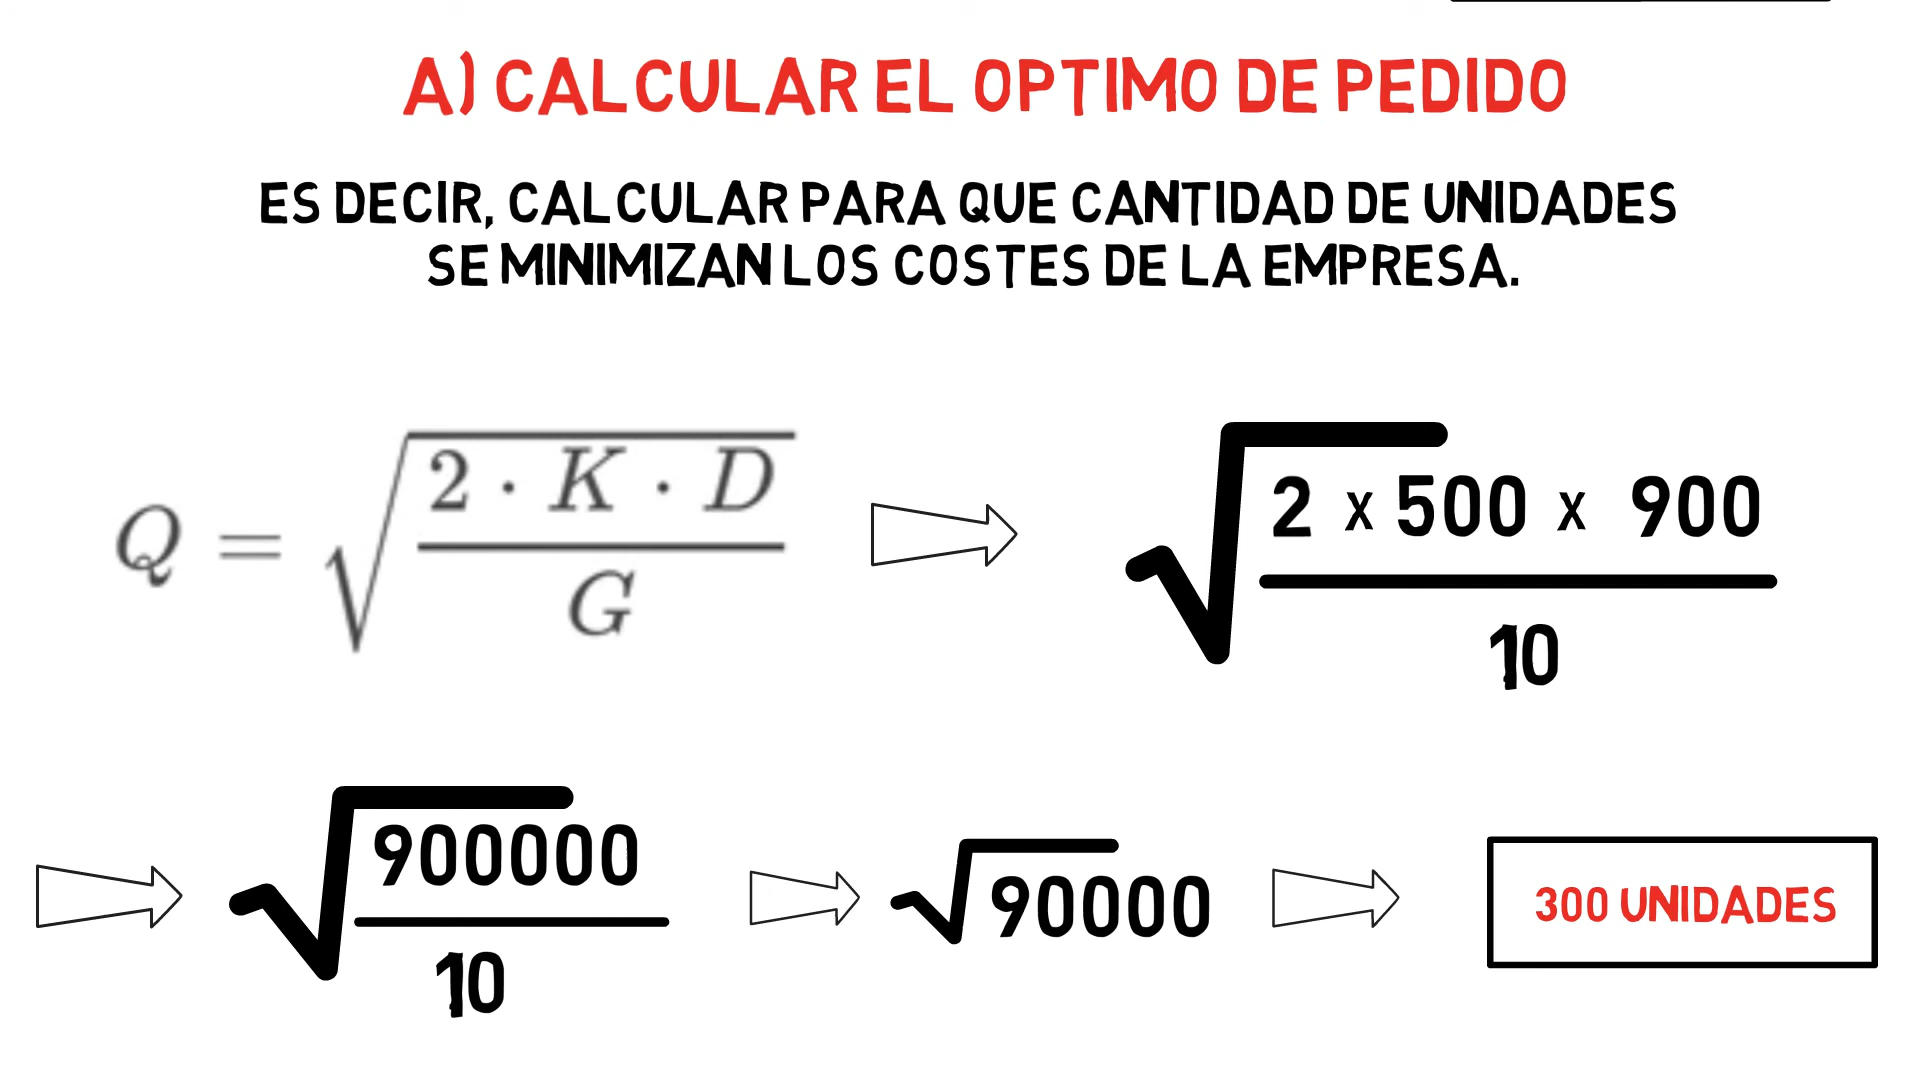 A) CALCULAR EL OPTIMO DE PEDIDO
ES DECIR, CALCULAR PARA QUE CANTIDAD DE UNIDADES
SE MINIMIZAN LOS COSTES DE LA EMPRESA.
Q = √(2 · K · D / G)
√(2 x 500 x 900 / 10)
√(900000 / 10)
√90000
300 UNIDADES